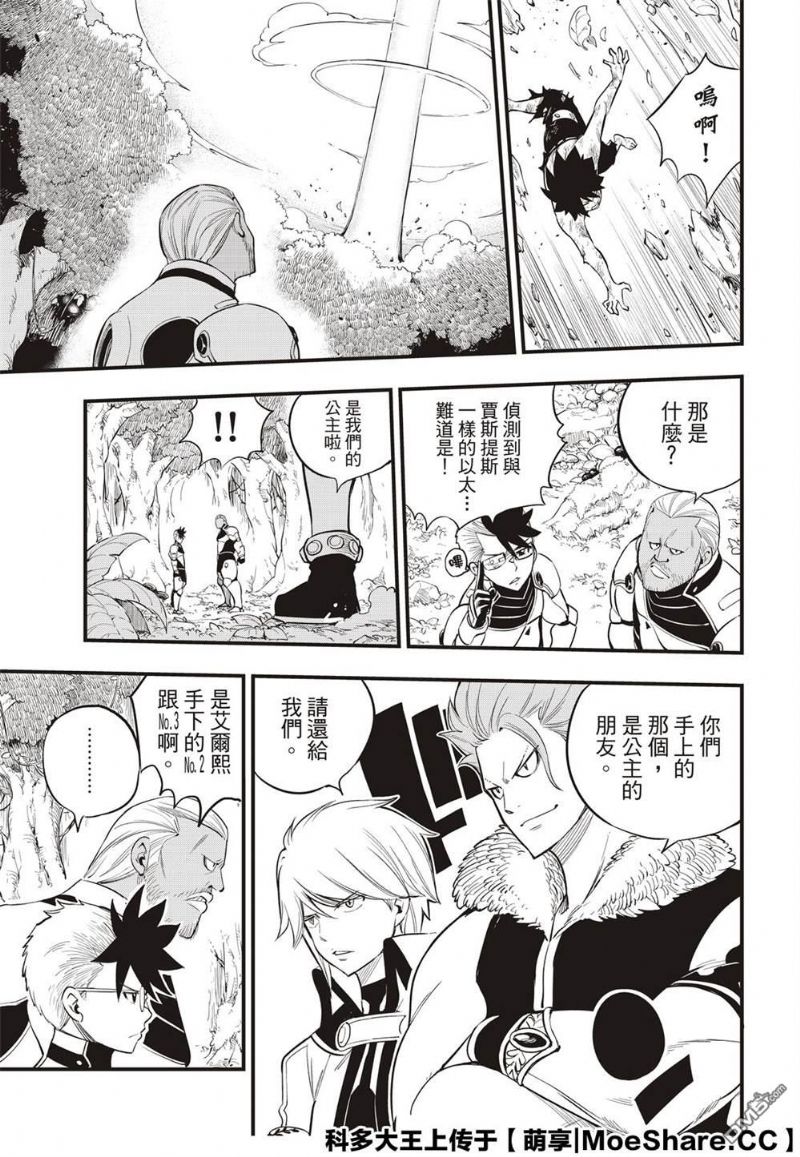 嗚啊！
那是
什麼？
偵測到與
賈斯提斯
一樣的以太…
難道是！
嗶
是我們的
公主啦。
！！
你們
手上的
那個，
是公主的
朋友。
請還給
我們。
是艾爾熙
手下的No.2
跟No.3啊。
………
科多大王上传于【萌享|MoeShare.CC】